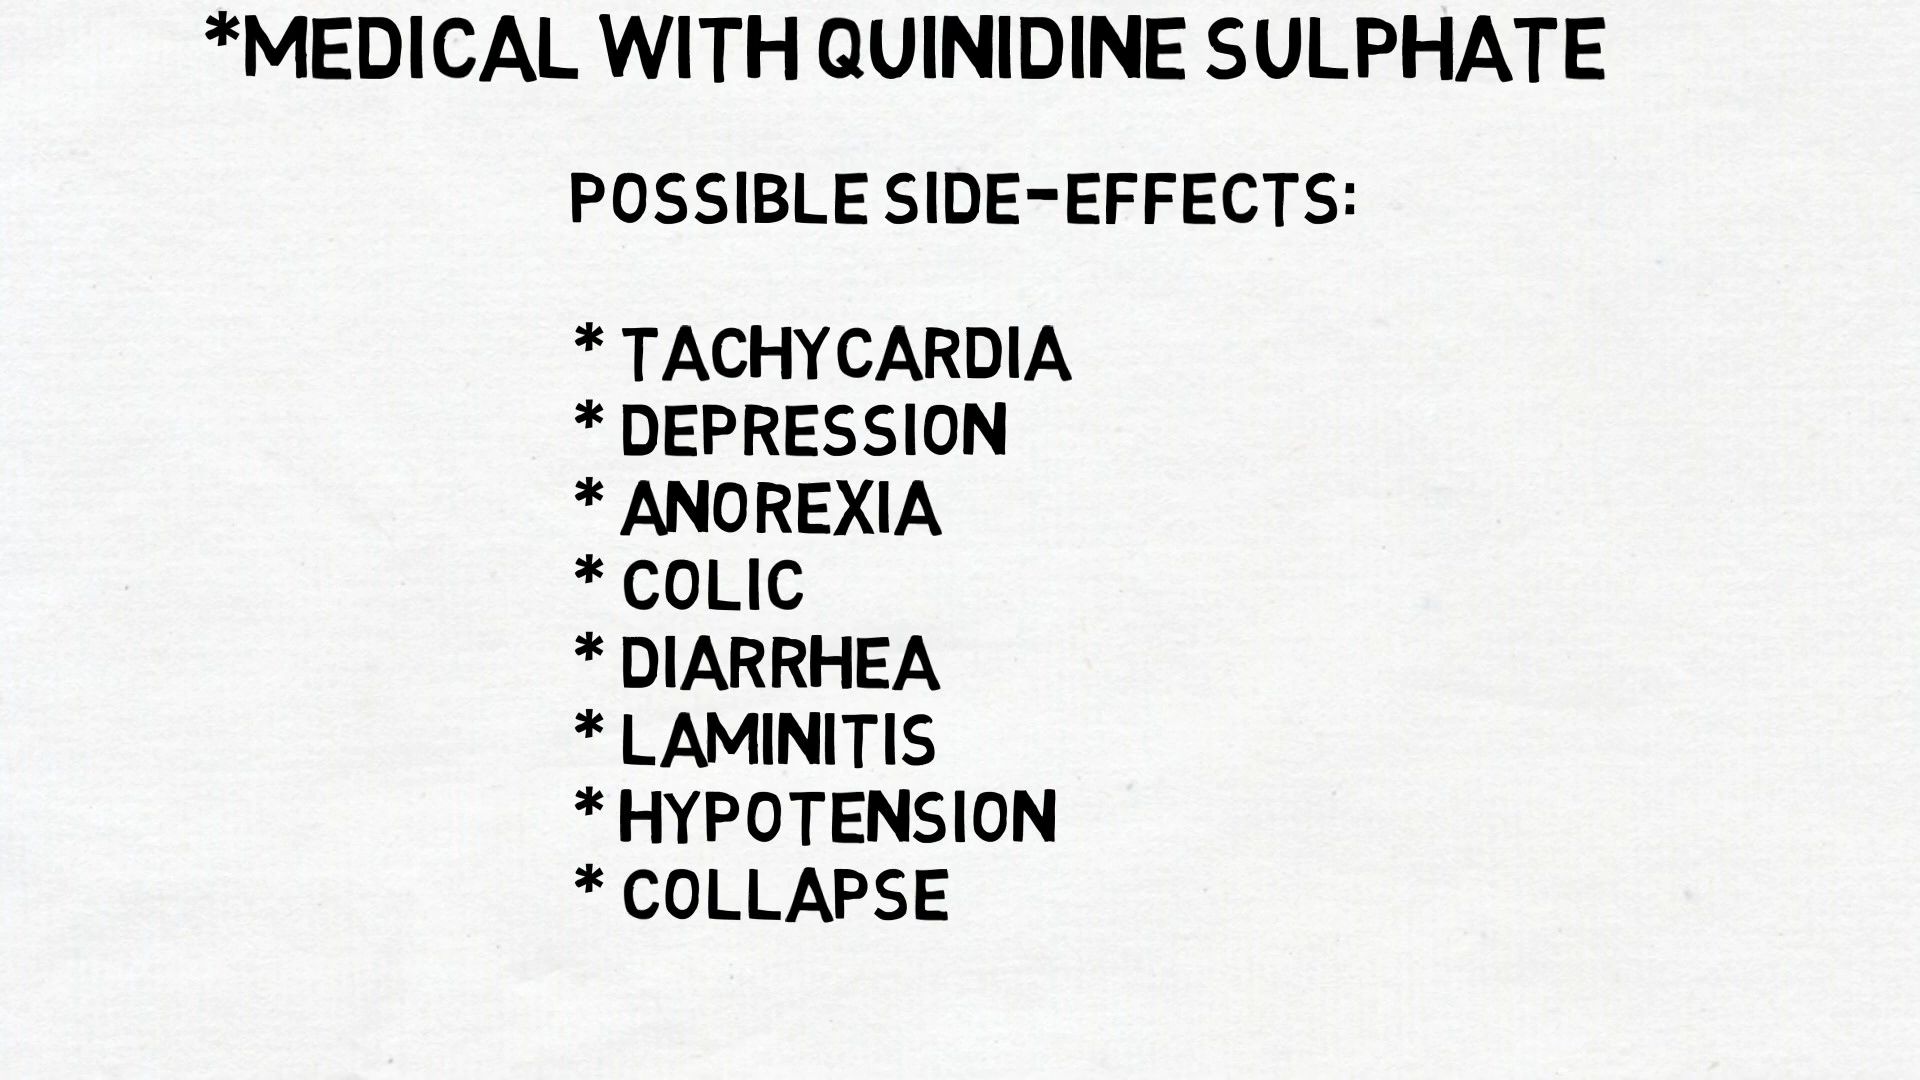 *MEDICAL WITH QUINIDINE SULPHATE
POSSIBLE SIDE-EFFECTS:
* TACHYCARDIA
* DEPRESSION
* ANOREXIA
* COLIC
* DIARRHEA
* LAMINITIS
* HYPOTENSION
* COLLAPSE